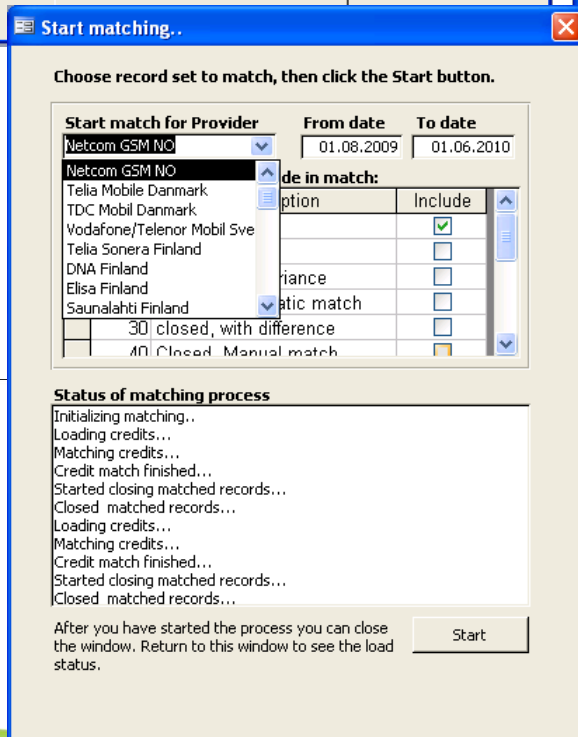 Start matching..
Choose record set to match, then click the Start button.
Start match for Provider From date To date
Netcom GSM NO 01.08.2009 01.06.2010
Netcom GSM NO
Telia Mobile Danmark
TDC Mobil Danmark
Vodafone/Telenor Mobil Sve
Telia Sonera Finland
DNA Finland
Elisa Finland
Saunalahti Finland
de in match:
ption Include
riance
atic match
30 closed, with difference
40 Closed, Manual match
Status of matching process
Initializing matching..
Loading credits...
Matching credits...
Credit match finished...
Started closing matched records...
Closed matched records...
Loading credits...
Matching credits...
Credit match finished...
Started closing matched records...
Closed matched records...
After you have started the process you can close
the window. Return to this window to see the load
status.
Start